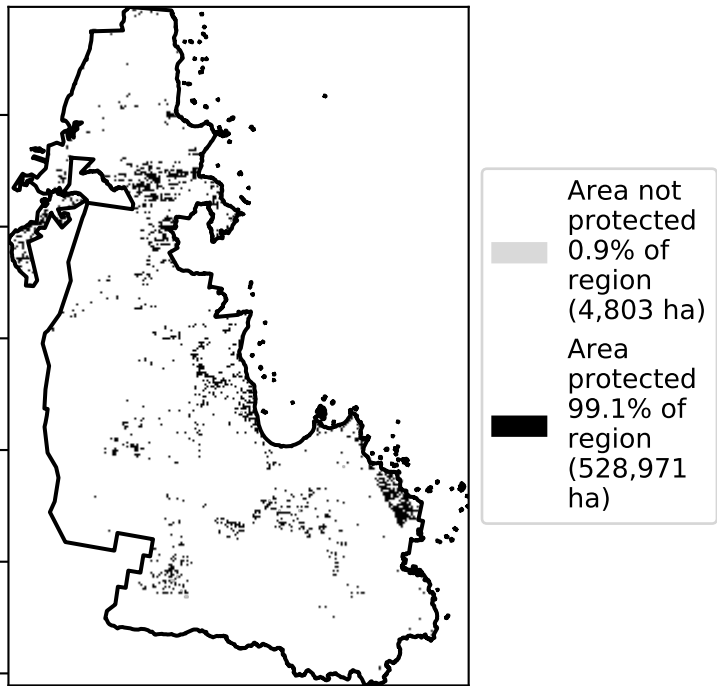 Area not
protected
0.9% of
region
(4,803 ha)
Area
protected
99.1% of
region
(528,971
ha)